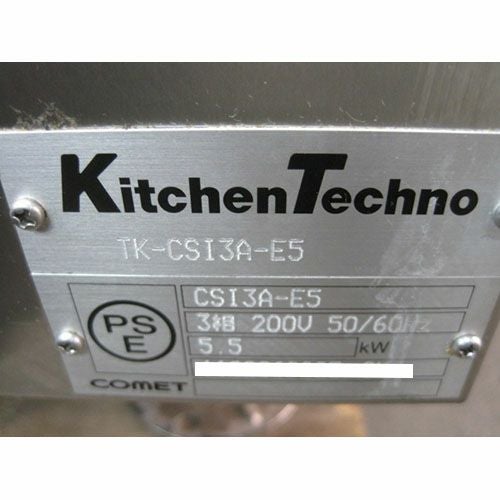 KitchenTechno
TK-CSI3A-E5
CSI3A-E5
PS
E
3相 200V 50/60Hz
5.5 kW
COMET